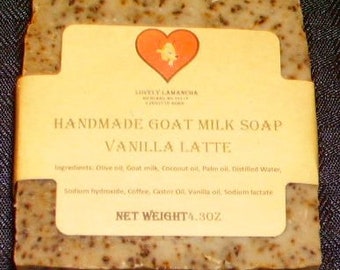 LOVELY LAMANCHA
HANDMADE GOAT MILK SOAP
VANILLA LATTE
Ingredients: Olive oil, Goat milk, Coconut oil, Palm oil, Distilled Water,
Sodium hydroxide, Coffee, Castor Oil, Vanilla oil, Sodium lactate
NET WEIGHT4.3OZ